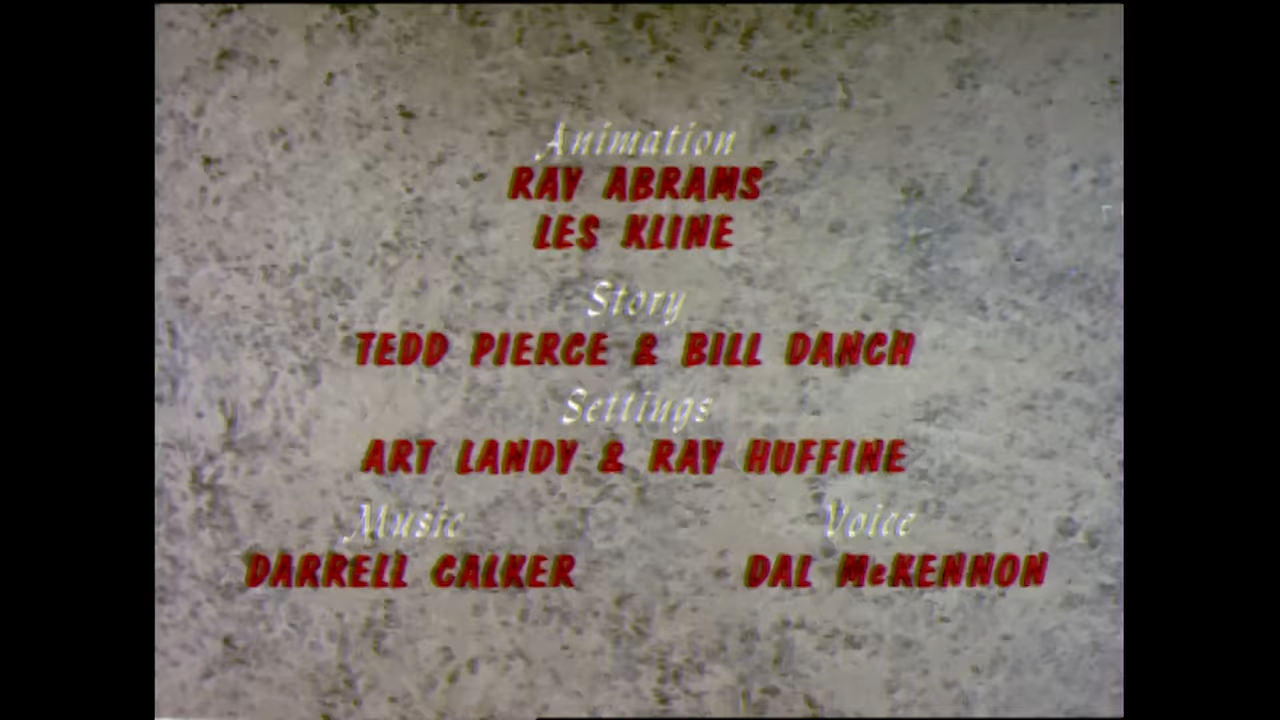 Animation
RAY ABRAMS
LES KLINE
Story
TEDD PIERCE & BILL DANCH
Settings
ART LANDY & RAY HUFFINE
Music Voice
DARRELL CALKER DAL McKENNON